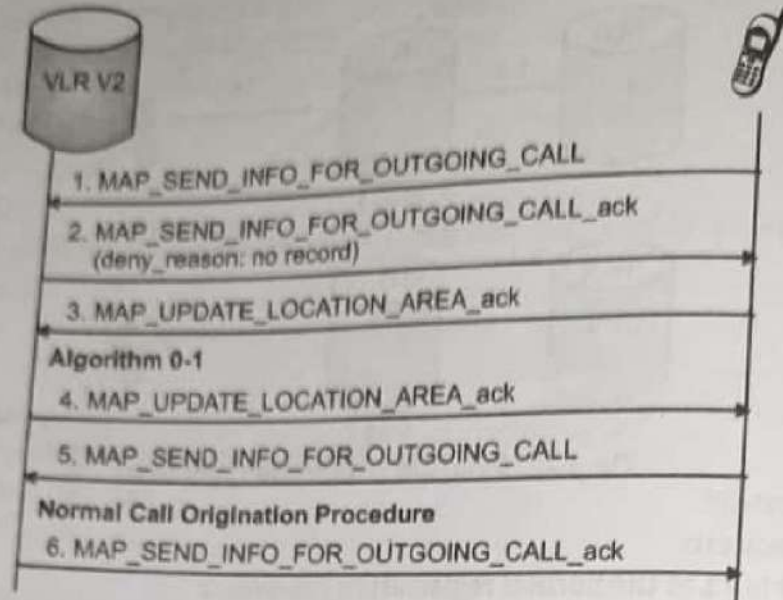 VLR V2
1. MAP_SEND_INFO_FOR_OUTGOING_CALL
2. MAP_SEND_INFO_FOR_OUTGOING_CALL_ack
(deny_reason: no record)
3. MAP_UPDATE_LOCATION_AREA_ack
Algorithm 0-1
4. MAP_UPDATE_LOCATION_AREA_ack
5. MAP_SEND_INFO_FOR_OUTGOING_CALL
Normal Call Origination Procedure
6. MAP_SEND_INFO_FOR_OUTGOING_CALL_ack